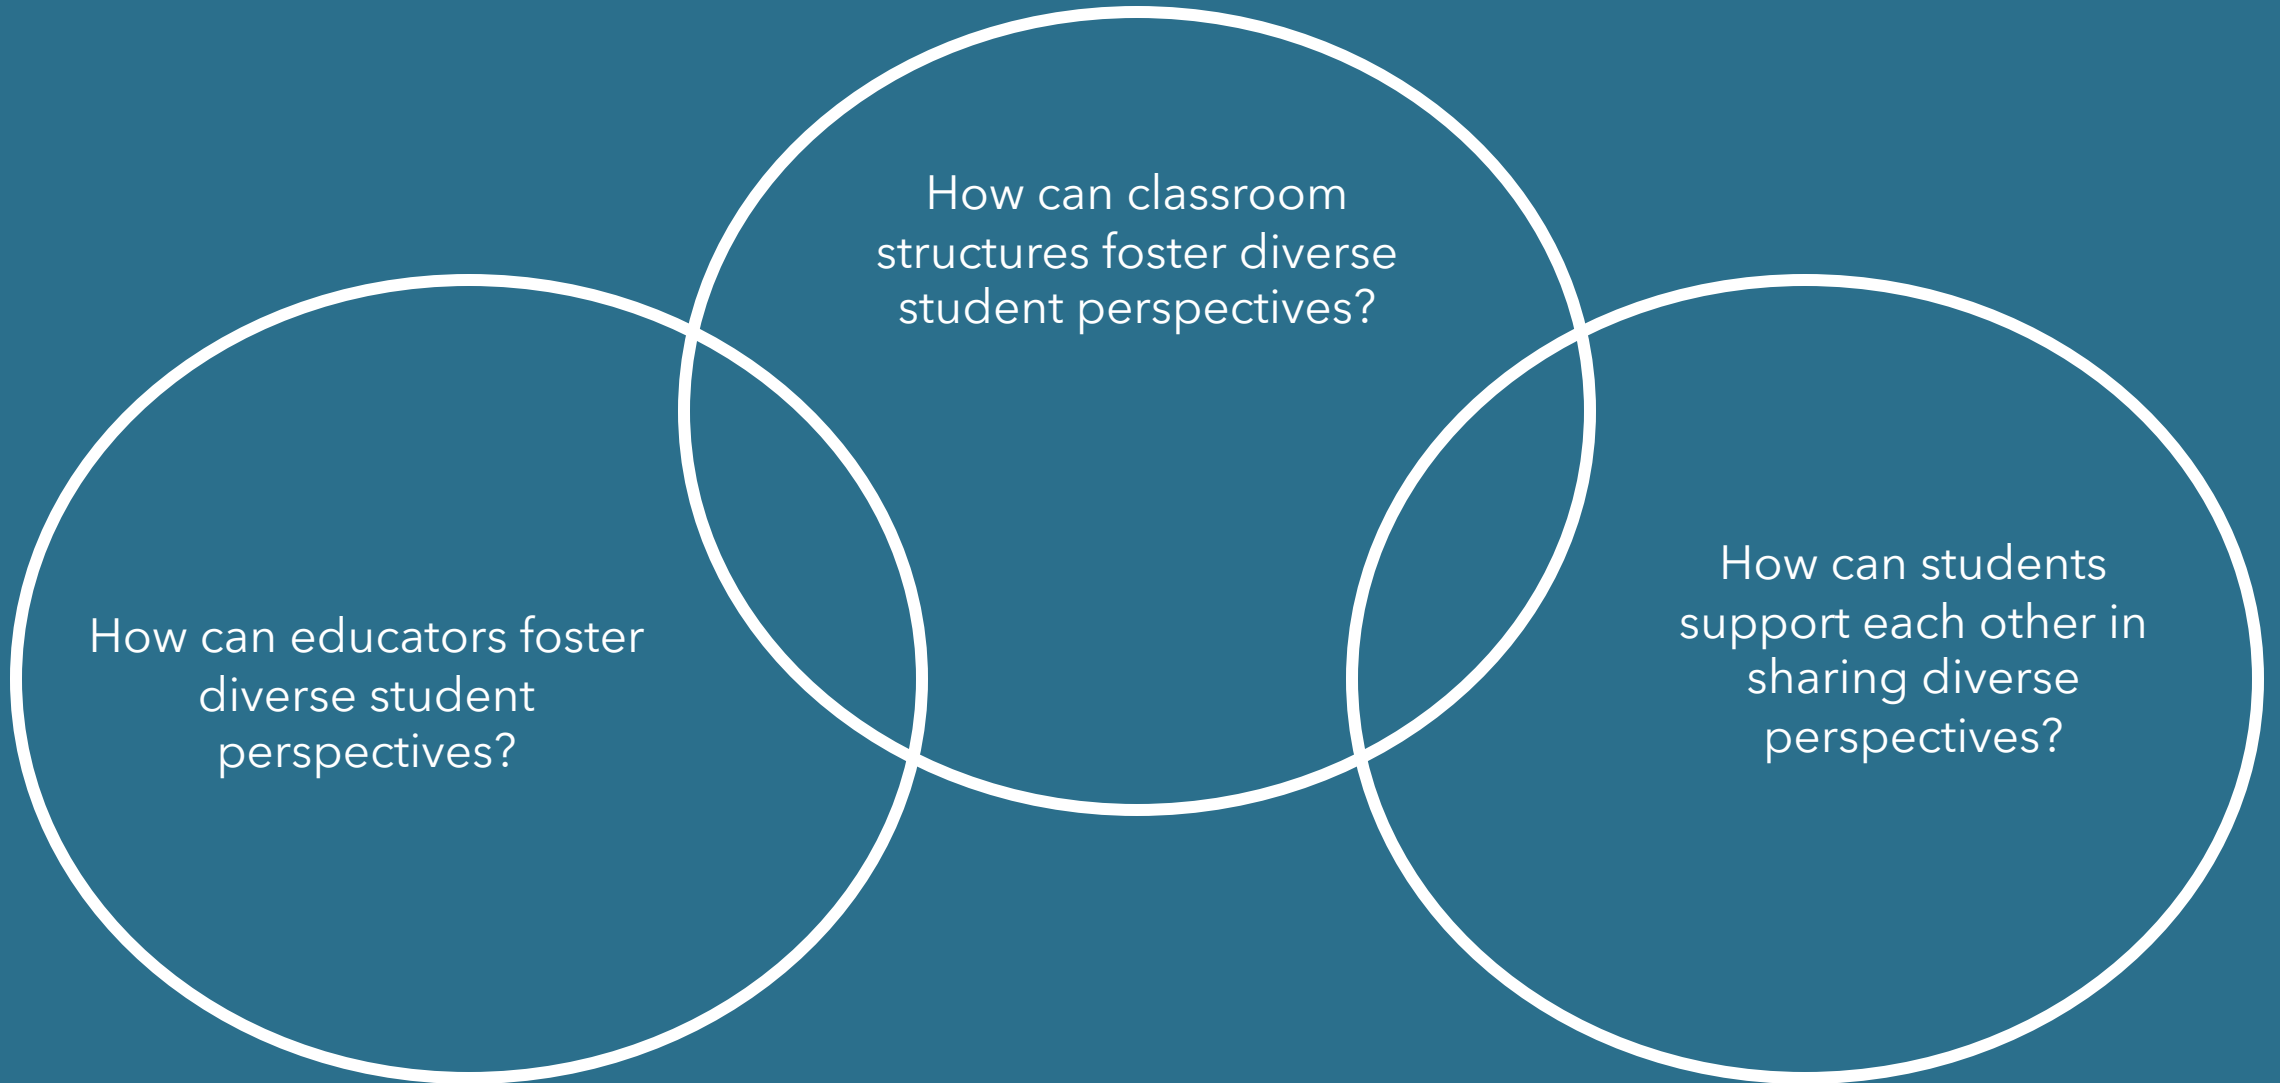 How can classroom
structures foster diverse
student perspectives?
How can educators foster
diverse student
perspectives?
How can students
support each other in
sharing diverse
perspectives?